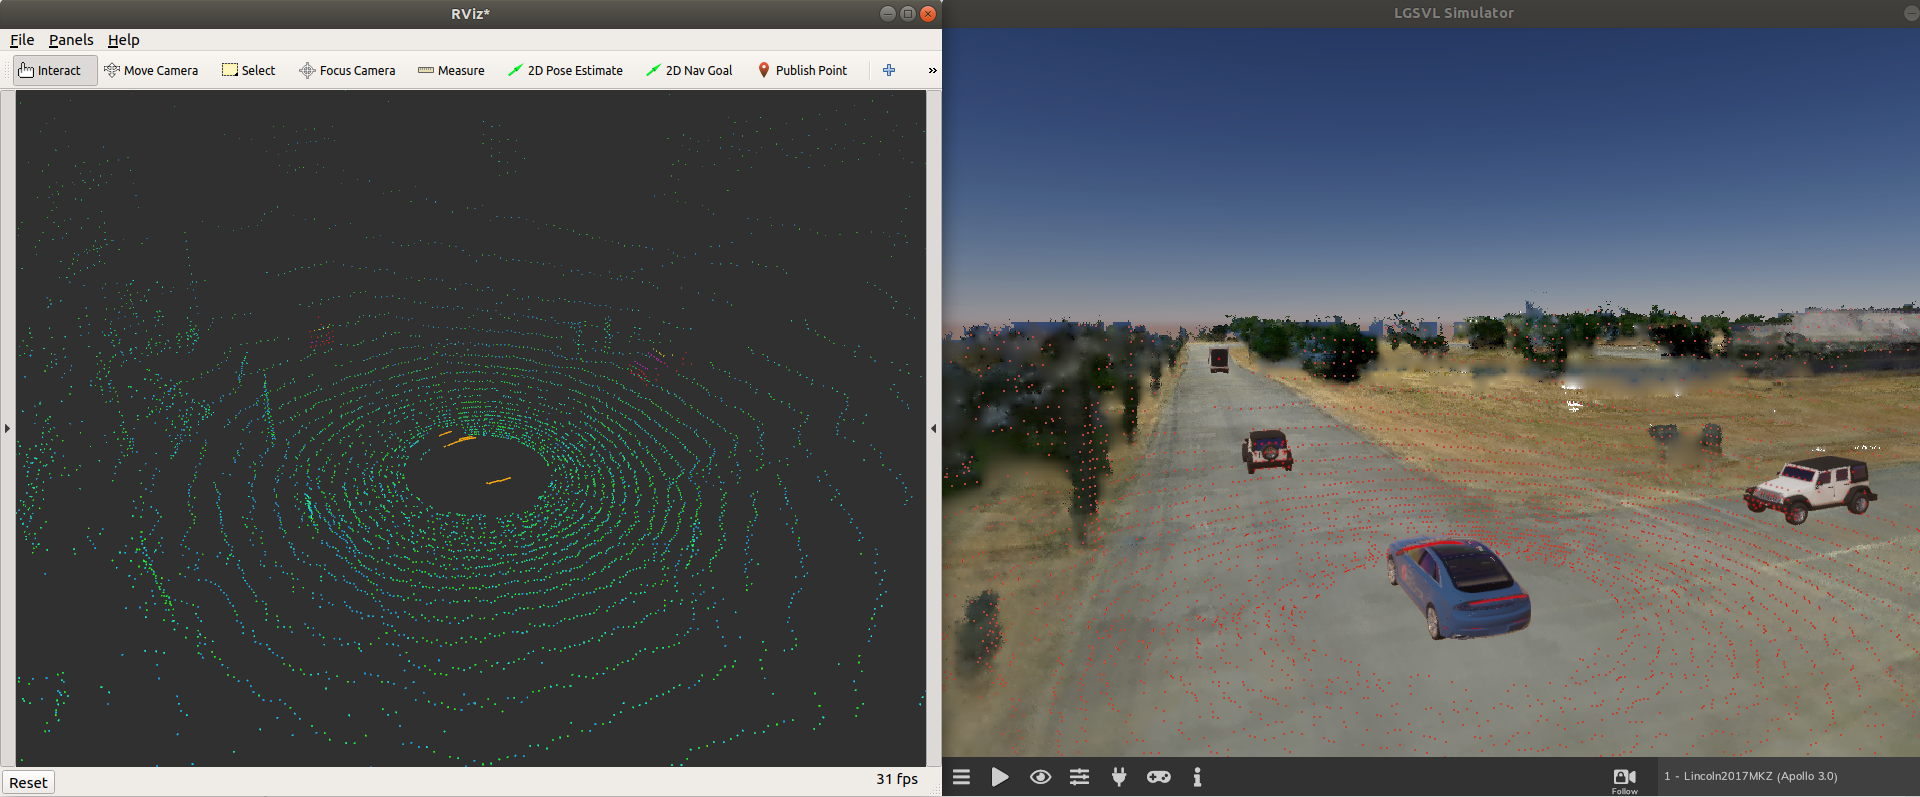 RViz*
File Panels Help
Interact Move Camera Select Focus Camera Measure 2D Pose Estimate 2D Nav Goal Publish Point »
Reset
31 fps
LGSVL Simulator
Follow
1 - Lincoln2017MKZ (Apollo 3.0)